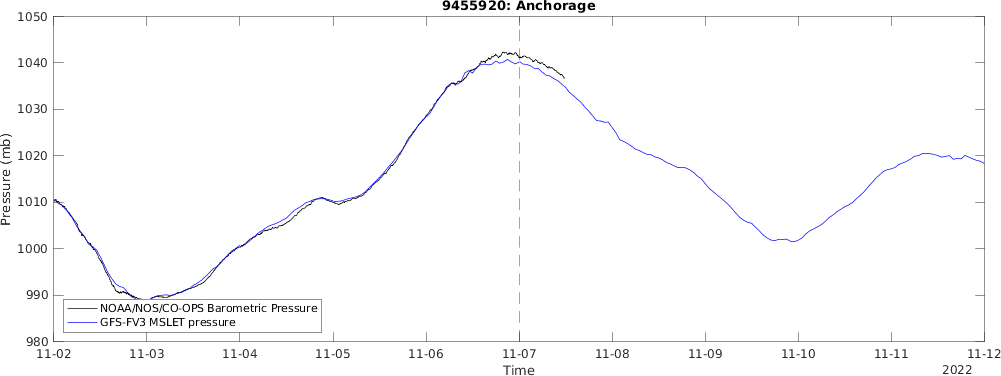 9455920: Anchorage
1050
1040
1030
1020
1010
1000
990
980
Pressure (mb)
NOAA/NOS/CO-OPS Barometric Pressure
GFS-FV3 MSLET pressure
11-02 11-03 11-04 11-05 11-06 11-07 11-08 11-09 11-10 11-11 11-12
Time
2022